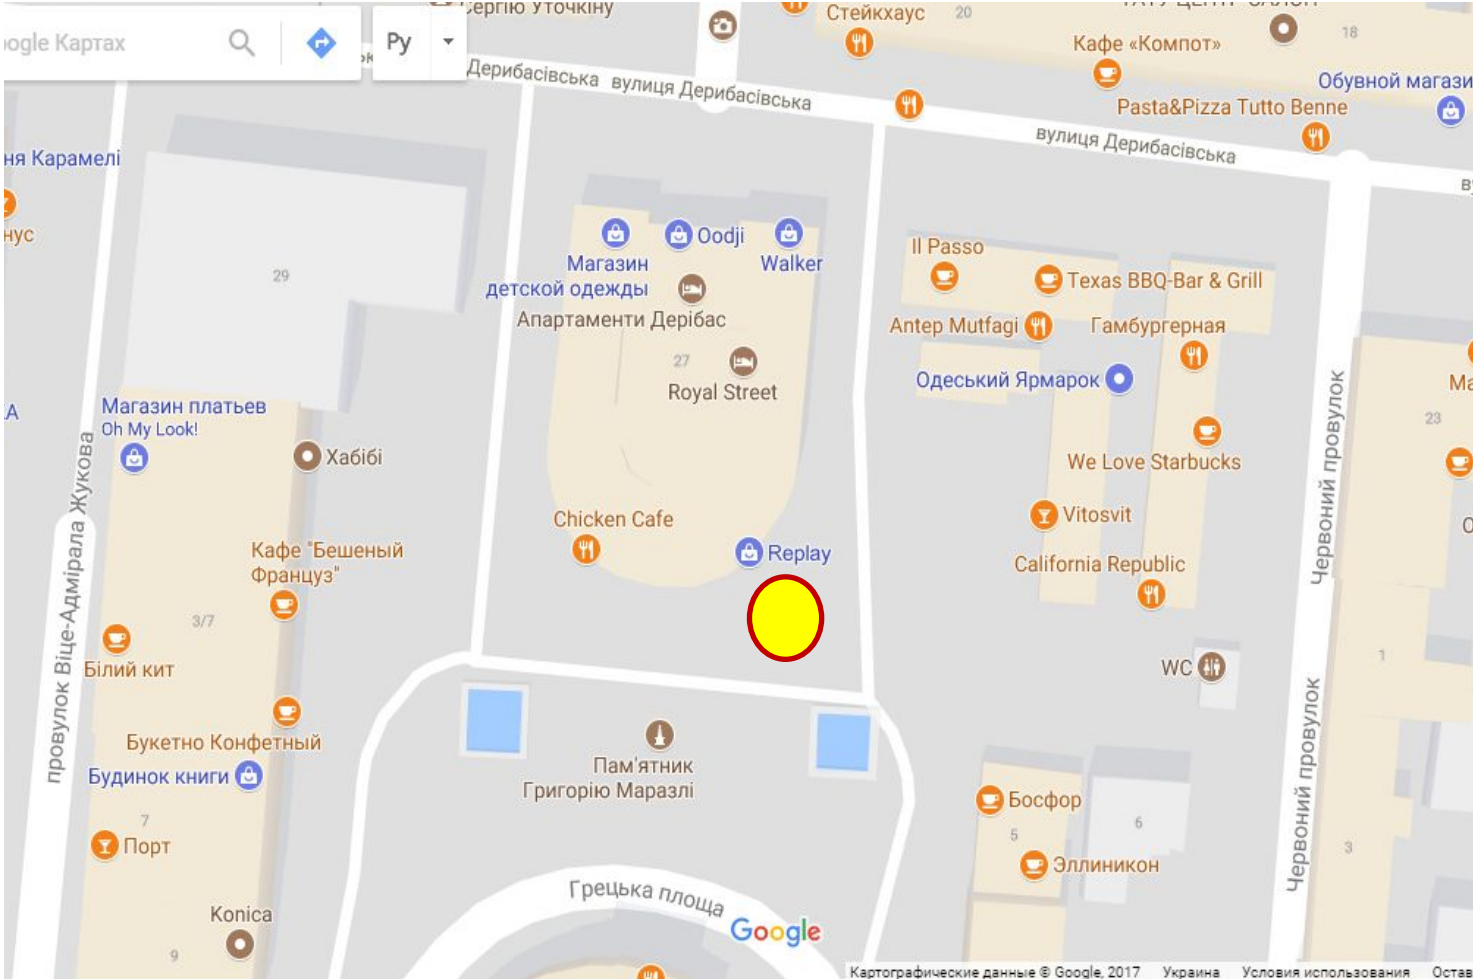 Сергію Уточкіну
Стейкхаус
20
18
Кафе «Компот»
Картах
Ру
Дерибасівська
вулиця Дерибасівська
Обувной
Pasta&Pizza Tutto Benne
вулиця Дерибасівська
Карамелі
29
Магазин
детской одежды
Oodji
Walker
Апартаменти Дерібас
27
Royal Street
Il Passo
Texas BBQ-Bar & Grill
Antep Mutfagi
Гамбургерная
Одеський Ярмарок
23
Магазин платьев
Oh My Look!
Хабібі
We Love Starbucks
Vitosvit
California Republic
Chicken Cafe
Replay
Кафе "Бешеный
Француз"
3/7
Білий кит
провулок Віце-Адмірала Жукова
Червоний провулок
WC
1
Букетно Конфетный
Будинок книги
Пам'ятник
Григорію Маразлі
7
Порт
Босфор
5
6
Эллиникон
Червоний провулок
3
Konica
9
Грецька площа
Google
Картографические данные © Google, 2017
Украина
Условия использования